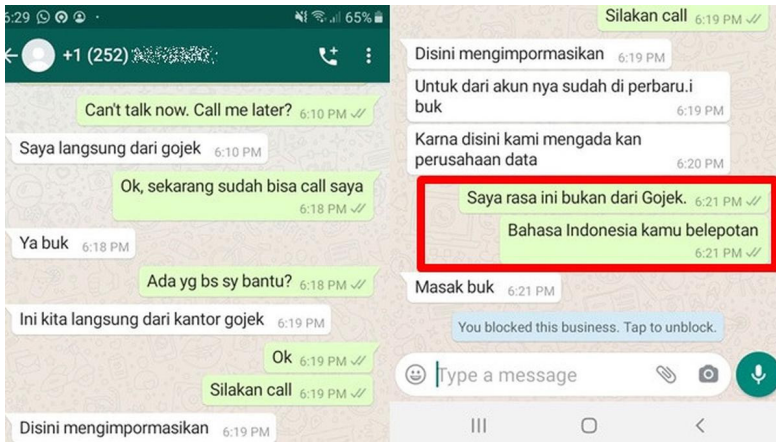 6:29 65%
+1 (252)
Can't talk now. Call me later? 6:10 PM
Saya langsung dari gojek 6:10 PM
Ok, sekarang sudah bisa call saya
6:18 PM
Ya buk 6:18 PM
Ada yg bs sy bantu? 6:18 PM
Ini kita langsung dari kantor gojek 6:19 PM
Ok 6:19 PM
Silakan call 6:19 PM
Disini mengimpormasikan 6:19 PM
Silakan call 6:19 PM
Disini mengimpormasikan 6:19 PM
Untuk dari akun nya sudah di perbaru.i
buk 6:19 PM
Karna disini kami mengada kan
perusahaan data 6:20 PM
Saya rasa ini bukan dari Gojek. 6:21 PM
Bahasa Indonesia kamu belepotan
6:21 PM
Masak buk 6:21 PM
You blocked this business. Tap to unblock.
Type a message